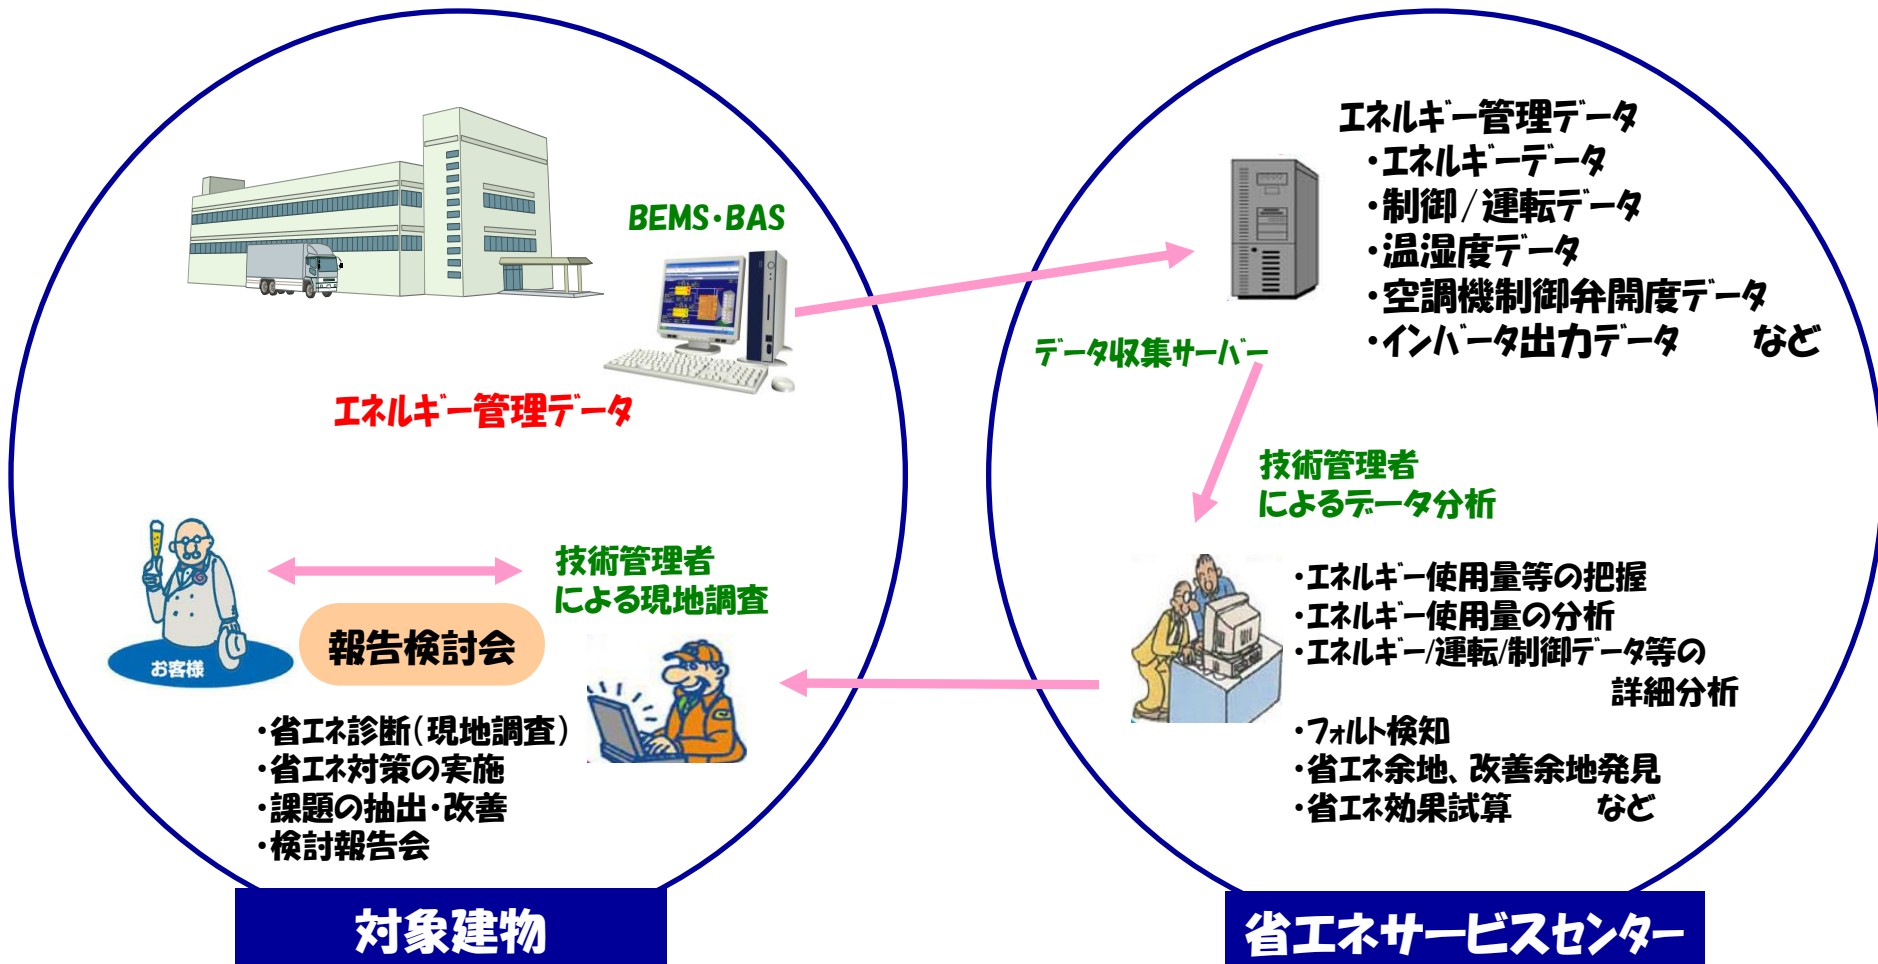 BEMS・BAS
エネルギー管理データ
お客様
報告検討会
技術管理者
による現地調査
・省エネ診断(現地調査)
・省エネ対策の実施
・課題の抽出・改善
・検討報告会
対象建物
エネルギー管理データ
・エネルギーデータ
・制御/運転データ
・温湿度データ
・空調機制御弁開度データ
・インバータ出力データ　　など
データ収集サーバー
技術管理者
によるデータ分析
・エネルギー使用量等の把握
・エネルギー使用量の分析
・エネルギー/運転/制御データ等の
詳細分析
・フォルト検知
・省エネ余地、改善余地発見
・省エネ効果試算　　など
省エネサービスセンター